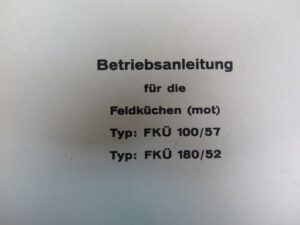 Betriebsanleitung
für die
Feldküchen (mot)
Typ: FKÜ 100/57
Typ: FKÜ 180/52